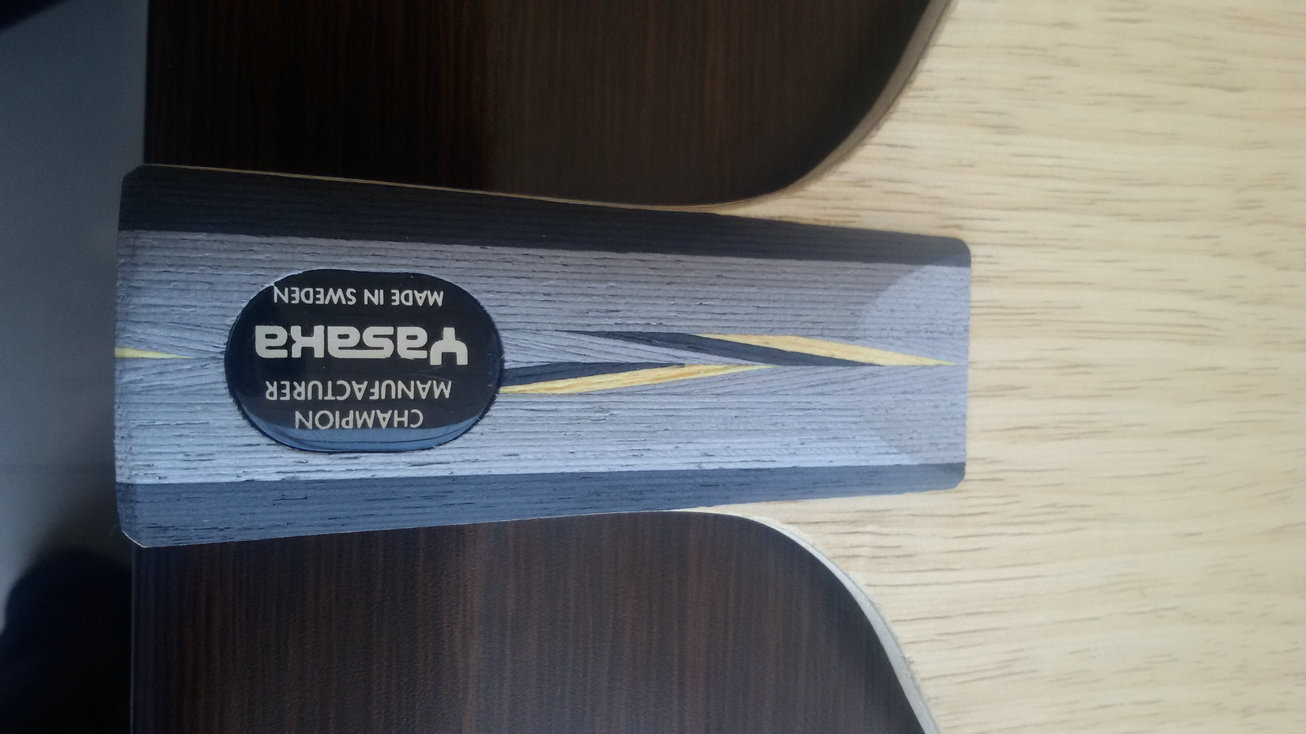 CHAMPION
MANUFACTURER
Yasaka
MADE IN SWEDEN